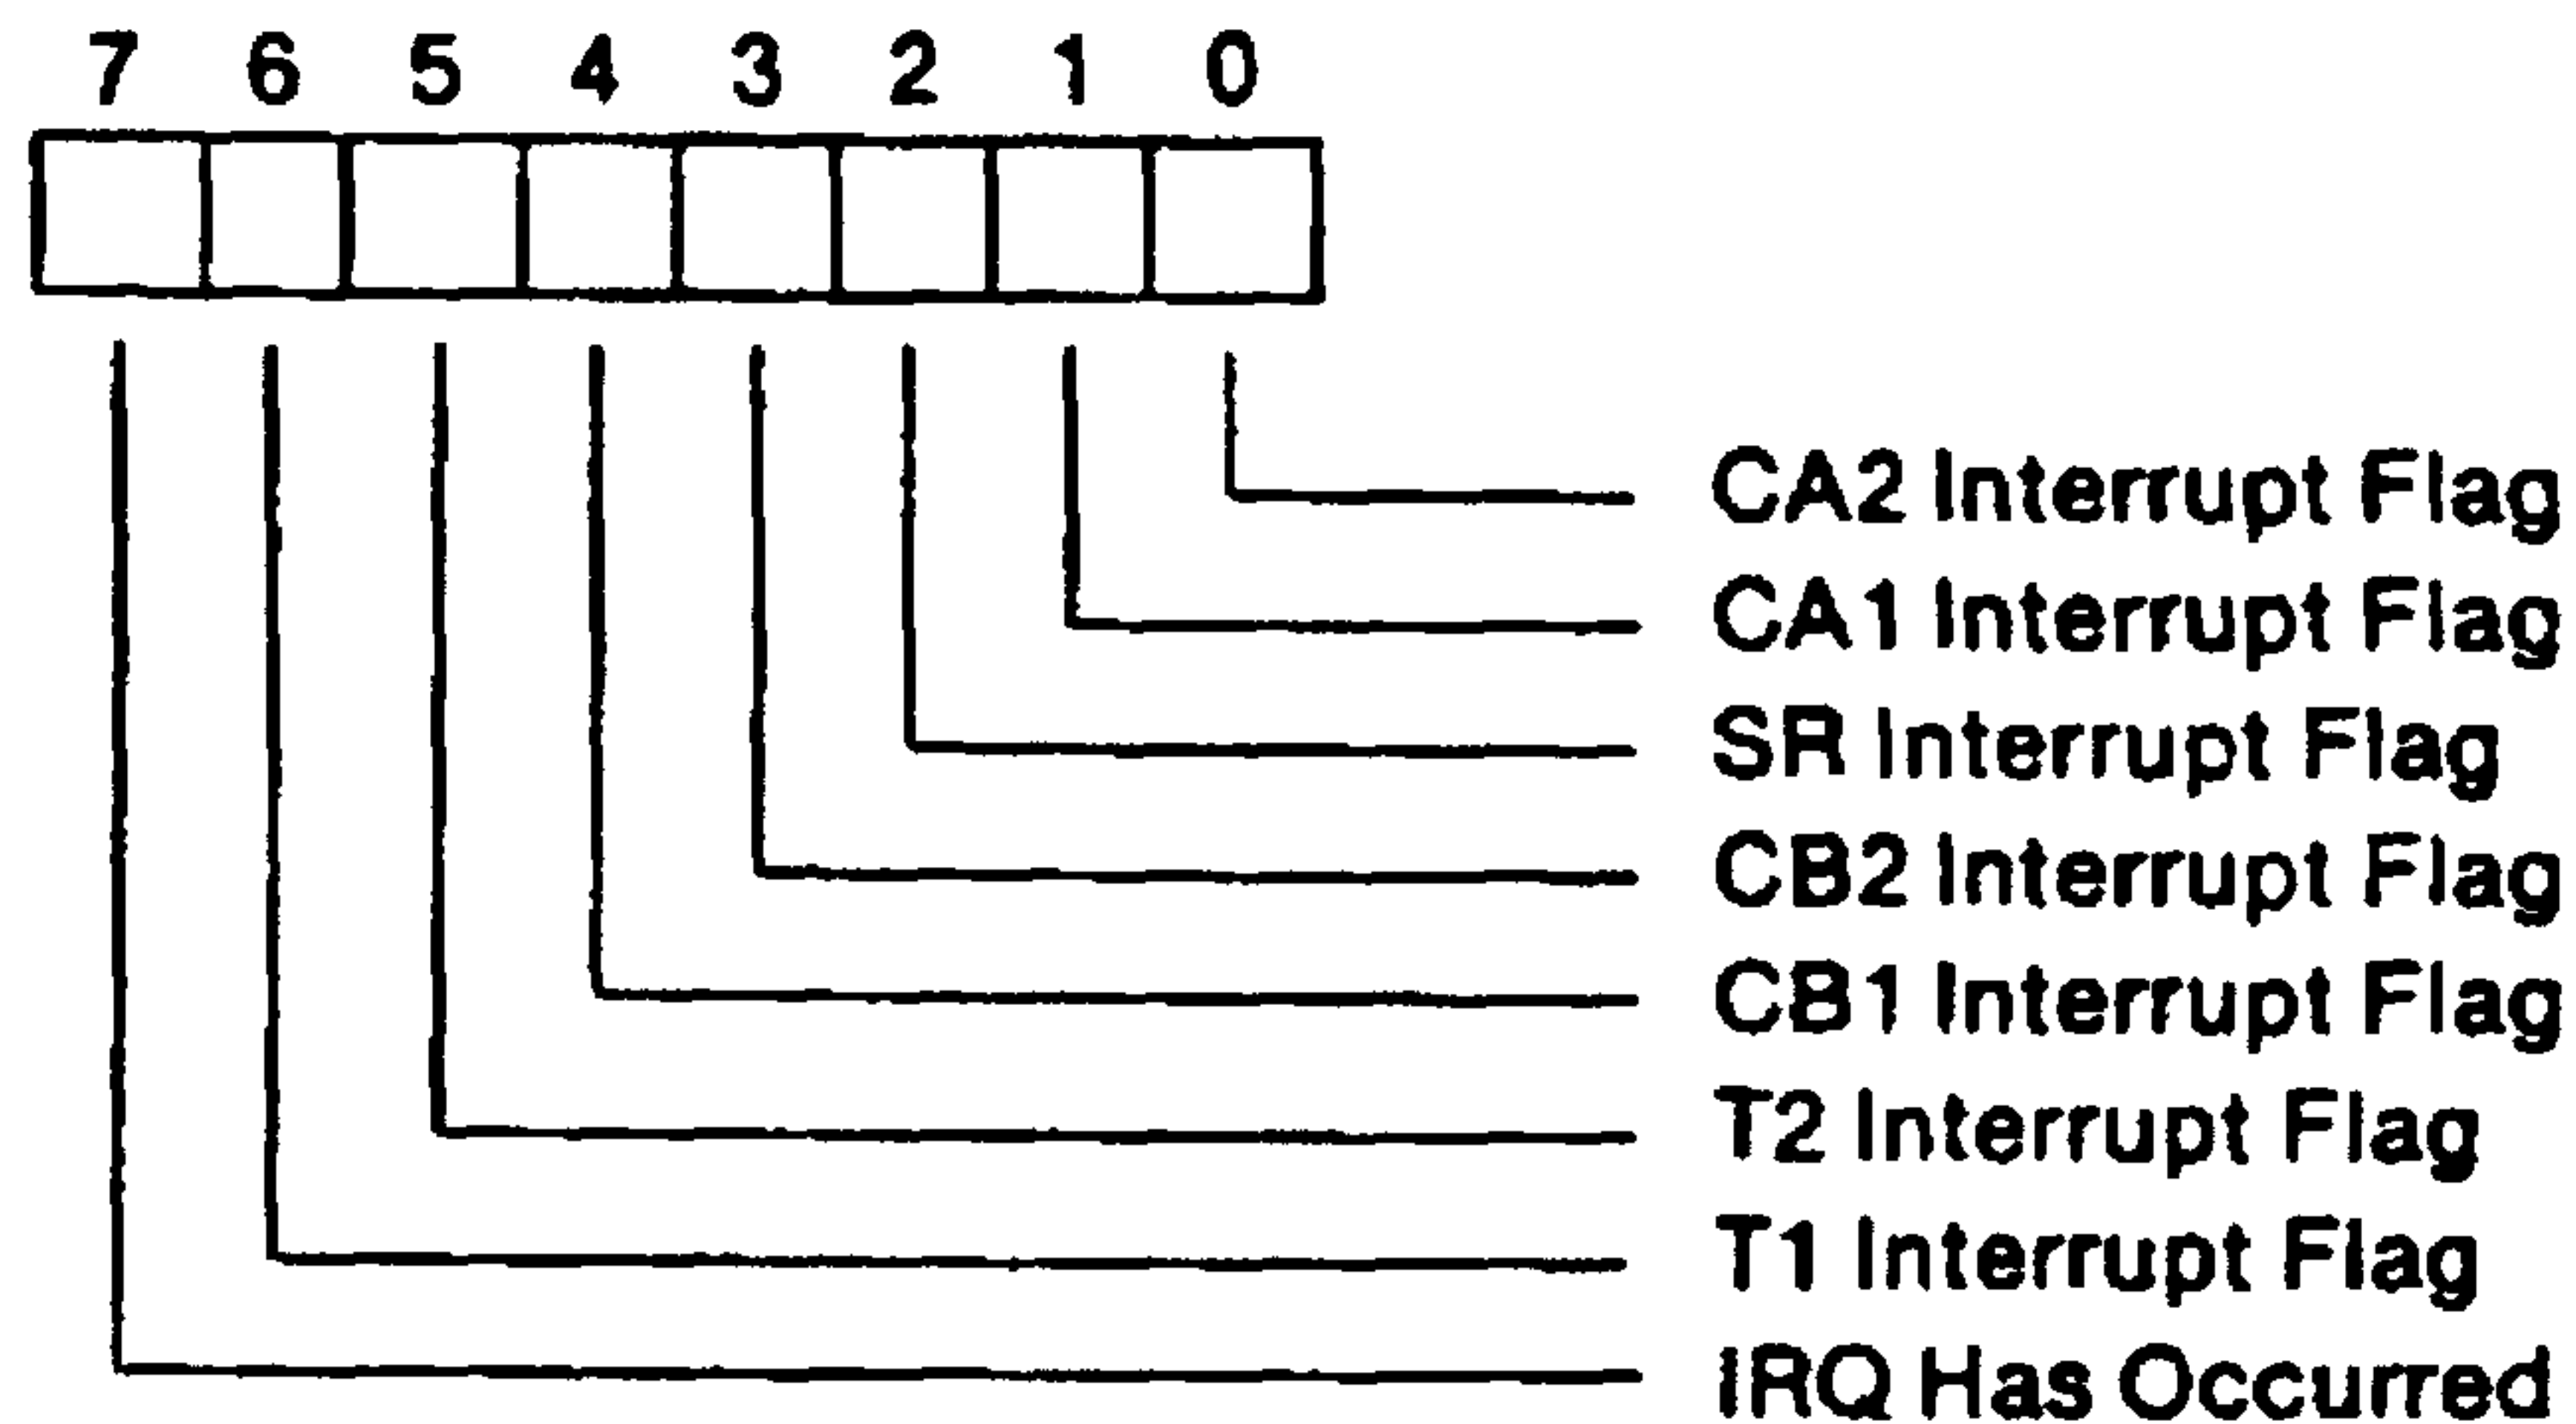 7 6 5 4 3 2 1 0
CA2 Interrupt Flag
CA1 Interrupt Flag
SR Interrupt Flag
CB2 Interrupt Flag
CB1 Interrupt Flag
T2 Interrupt Flag
T1 Interrupt Flag
IRQ Has Occurred